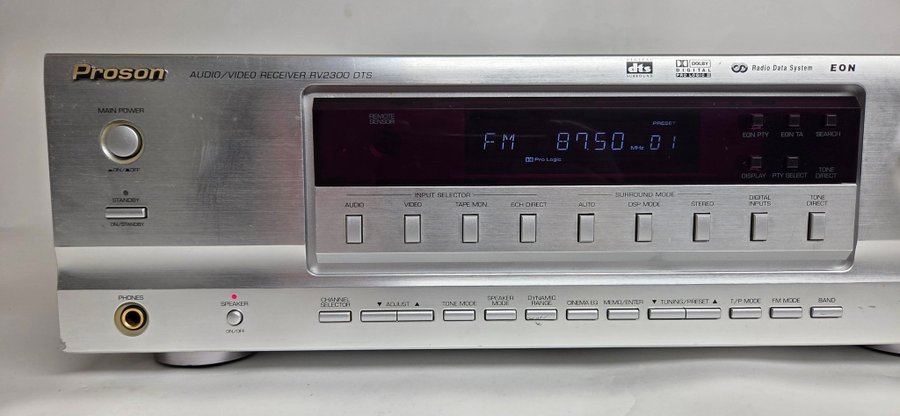 Proson
AUDIO/VIDEO RECEIVER RV2300 DTS
dts
SURROUND
DOLBY
DIGITAL
PRO LOGIC II
Radio Data System
EON
MAIN POWER
ON/OFF
STANDBY
ON/STANDBY
REMOTE
SENSOR
PRESET
FM 87.50 MHz 01
Pro Logic
EON PTY
EON TA
SEARCH
DISPLAY
PTY SELECT
TONE
DIRECT
INPUT SELECTOR
SURROUND MODE
AUDIO
VIDEO
TAPE MON.
6CH DIRECT
AUTO
DSP MODE
STEREO
DIGITAL
INPUTS
TONE
DIRECT
PHONES
SPEAKER
ON/OFF
CHANNEL
SELECTOR
▼ ADJUST ▲
TONE MODE
SPEAKER
MODE
DYNAMIC
RANGE
CINEMA EQ
MEMO/ENTER
▼ TUNING/PRESET ▲
T/P MODE
FM MODE
BAND